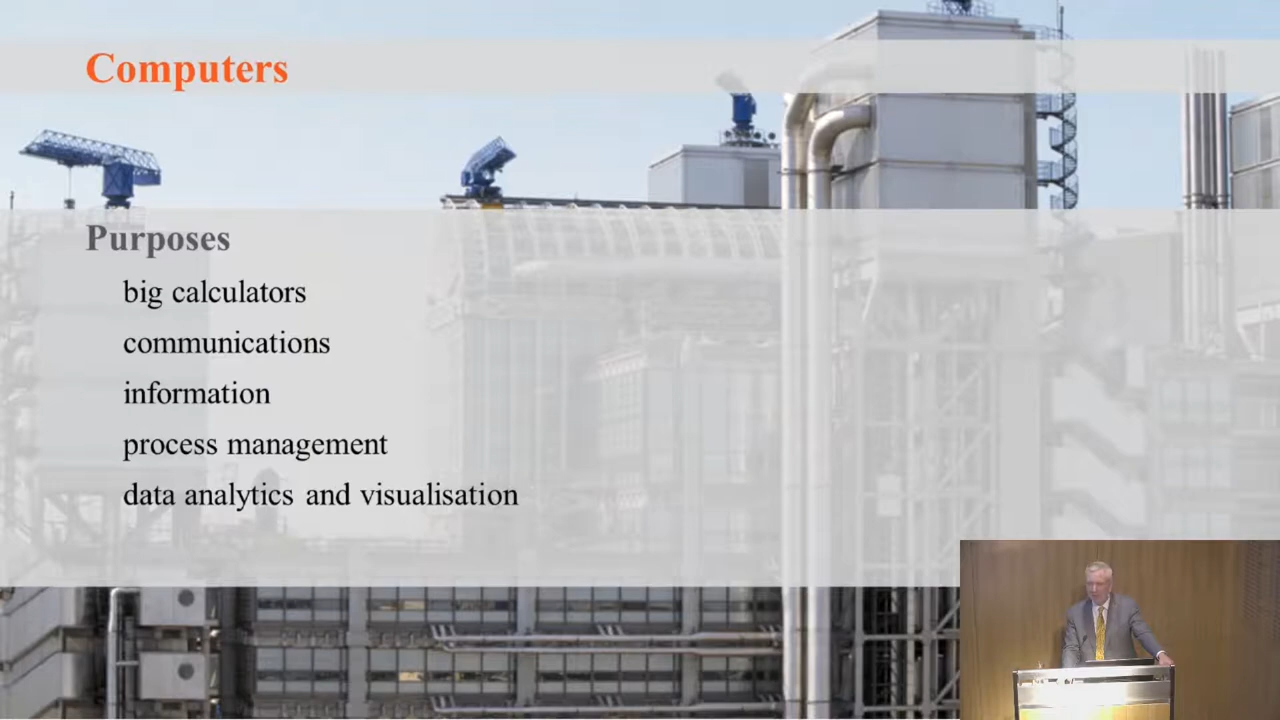 Computers
Purposes
big calculators
communications
information
process management
data analytics and visualisation